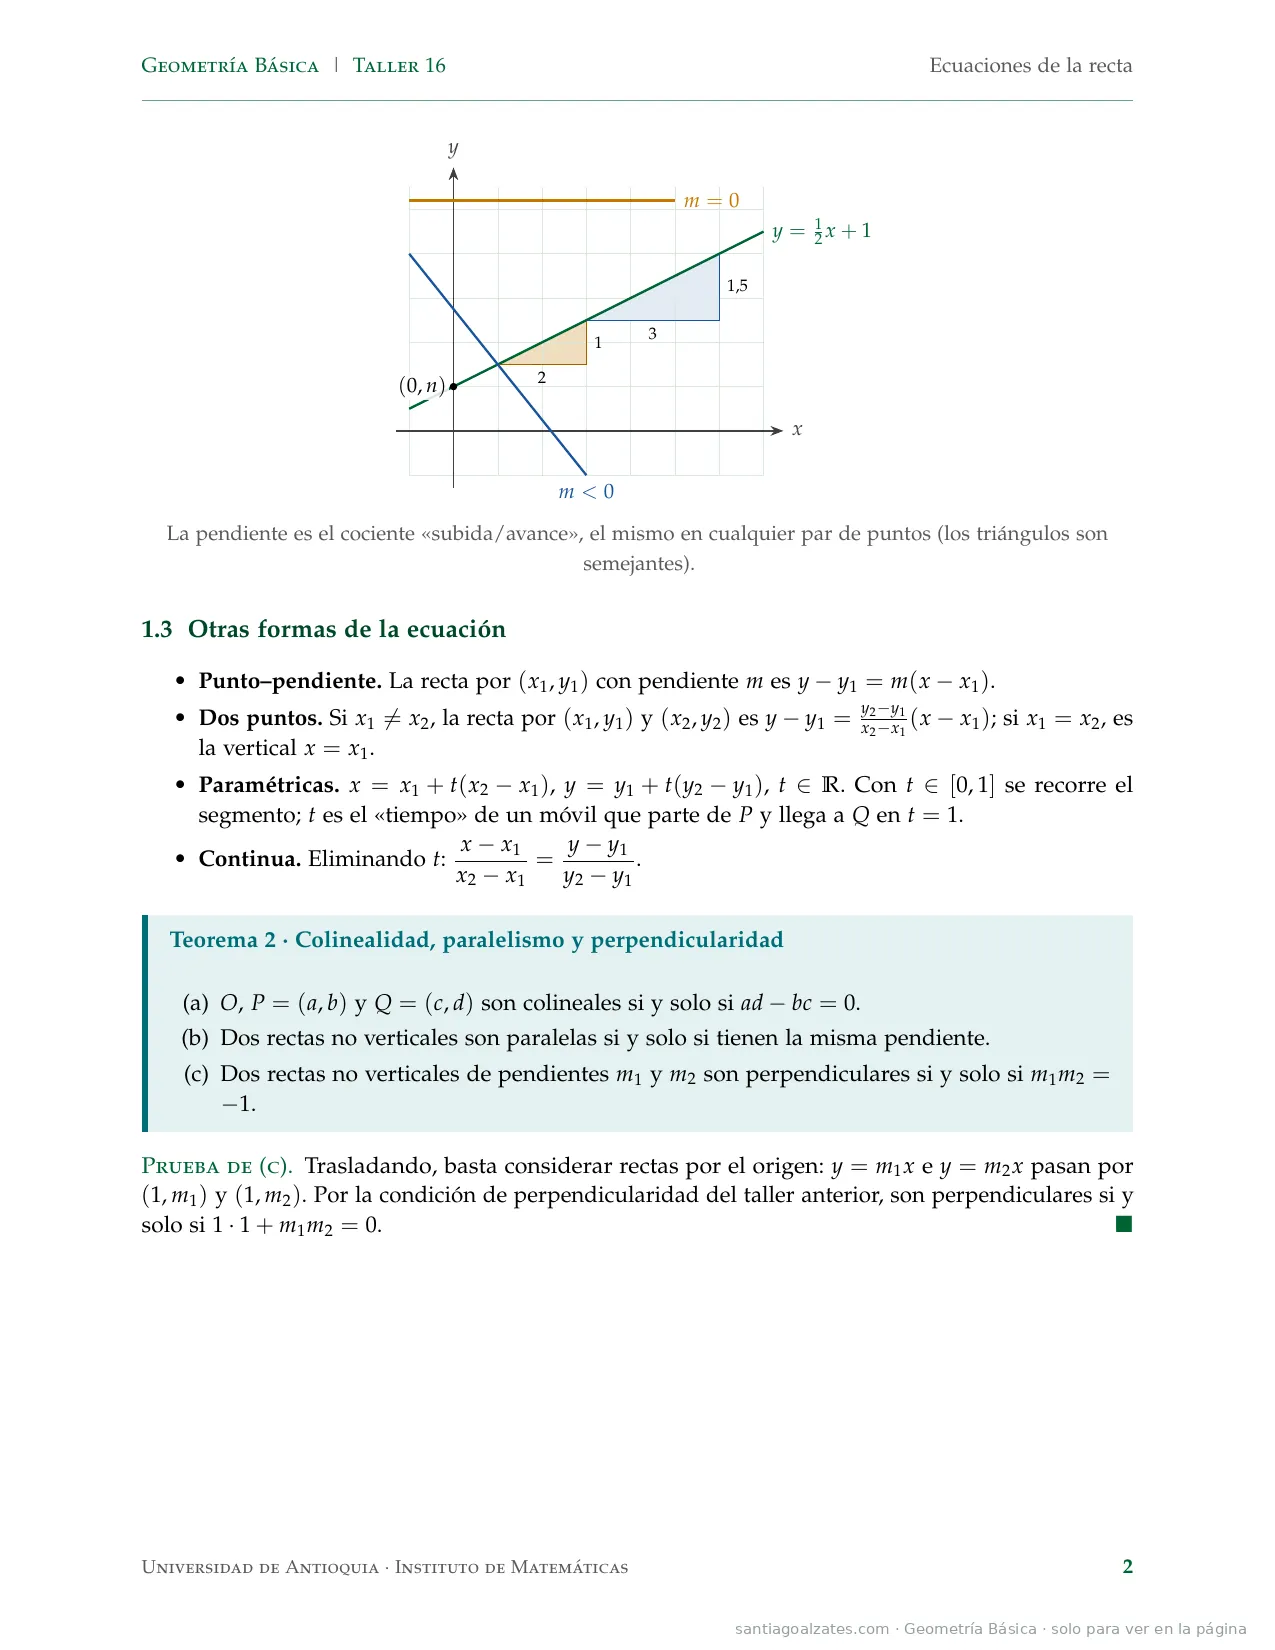 GEOMETRÍA BÁSICA | TALLER 16
Ecuaciones de la recta
y
m = 0
y = 1/2 x + 1
1,5
3
1
2
(0, n)
x
m < 0
La pendiente es el cociente «subida/avance», el mismo en cualquier par de puntos (los triángulos son
semejantes).
1.3 Otras formas de la ecuación
• Punto–pendiente. La recta por (x₁, y₁) con pendiente m es y − y₁ = m(x − x₁).
• Dos puntos. Si x₁ ≠ x₂, la recta por (x₁, y₁) y (x₂, y₂) es y − y₁ = (y₂−y₁)/(x₂−x₁) (x − x₁); si x₁ = x₂, es
la vertical x = x₁.
• Paramétricas. x = x₁ + t(x₂ − x₁), y = y₁ + t(y₂ − y₁), t ∈ ℝ. Con t ∈ [0, 1] se recorre el
segmento; t es el «tiempo» de un móvil que parte de P y llega a Q en t = 1.
• Continua. Eliminando t: (x − x₁)/(x₂ − x₁) = (y − y₁)/(y₂ − y₁).
Teorema 2 · Colinealidad, paralelismo y perpendicularidad
(a) O, P = (a, b) y Q = (c, d) son colineales si y solo si ad − bc = 0.
(b) Dos rectas no verticales son paralelas si y solo si tienen la misma pendiente.
(c) Dos rectas no verticales de pendientes m₁ y m₂ son perpendiculares si y solo si m₁m₂ =
−1.
PRUEBA DE (C). Trasladando, basta considerar rectas por el origen: y = m₁x e y = m₂x pasan por
(1, m₁) y (1, m₂). Por la condición de perpendicularidad del taller anterior, son perpendiculares si y
solo si 1 · 1 + m₁m₂ = 0. ■
UNIVERSIDAD DE ANTIOQUIA · INSTITUTO DE MATEMÁTICAS
2
santiagoalzates.com · Geometría Básica · solo para ver en la página